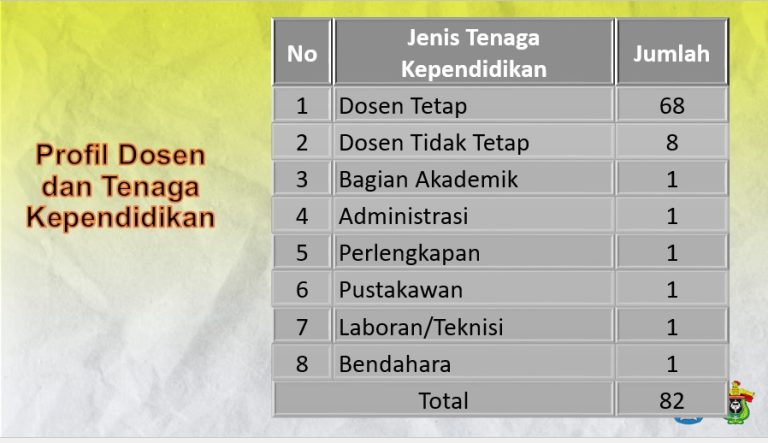 Profil Dosen
dan Tenaga
Kependidikan
No Jenis Tenaga Kependidikan Jumlah
1 Dosen Tetap 68
2 Dosen Tidak Tetap 8
3 Bagian Akademik 1
4 Administrasi 1
5 Perlengkapan 1
6 Pustakawan 1
7 Laboran/Teknisi 1
8 Bendahara 1
Total 82